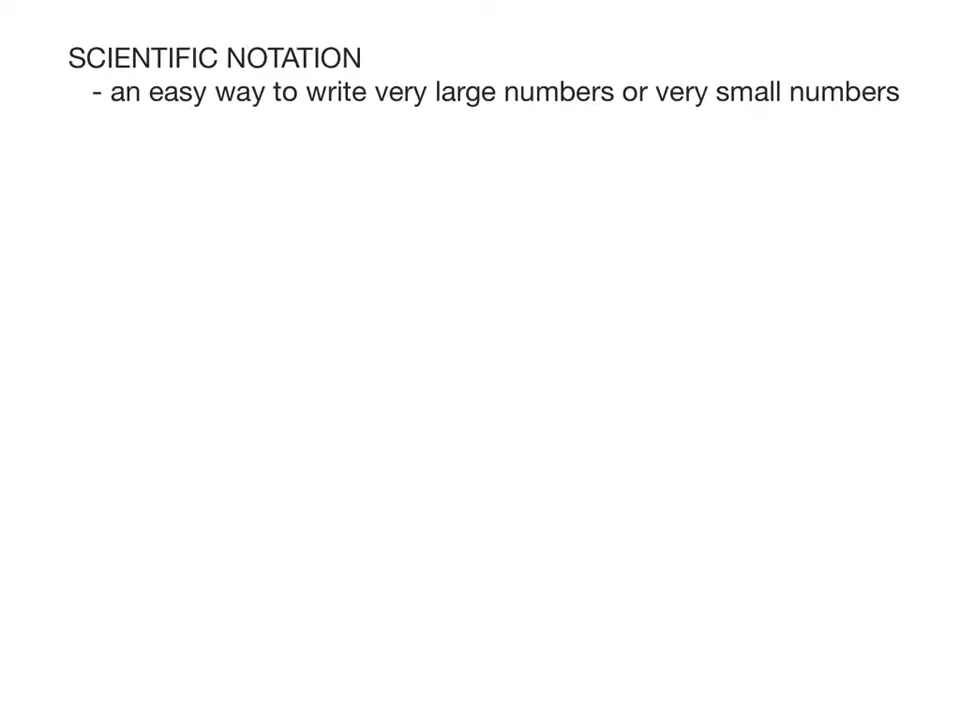 SCIENTIFIC NOTATION
- an easy way to write very large numbers or very small numbers